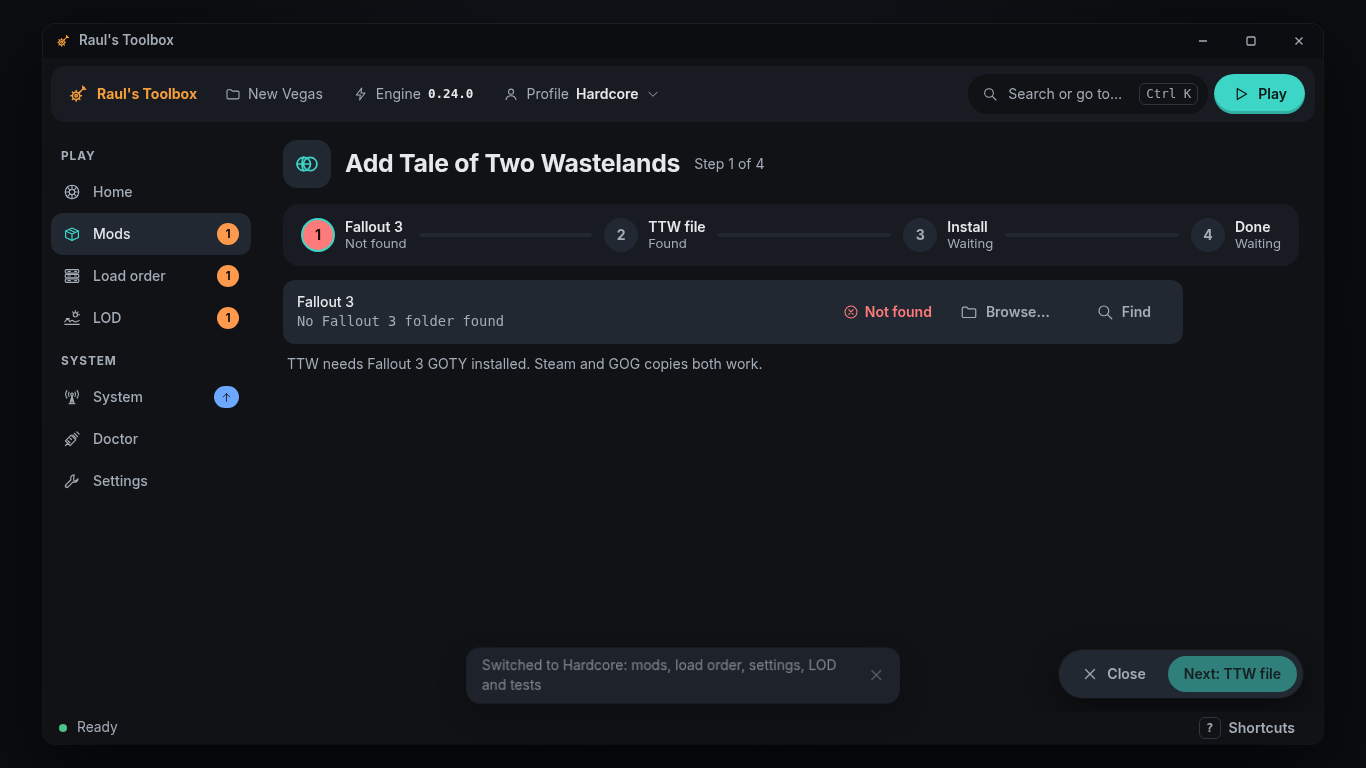 Raul's Toolbox
Raul's Toolbox
New Vegas
Engine 0.24.0
Profile Hardcore
Search or go to...
Ctrl K
Play
PLAY
Home
Mods 1
Load order 1
LOD 1
SYSTEM
System
Doctor
Settings
Add Tale of Two Wastelands
Step 1 of 4
1
Fallout 3
Not found
2
TTW file
Found
3
Install
Waiting
4
Done
Waiting
Fallout 3
No Fallout 3 folder found
Not found
Browse...
Find
TTW needs Fallout 3 GOTY installed. Steam and GOG copies both work.
Switched to Hardcore: mods, load order, settings, LOD
and tests
Close
Next: TTW file
Ready
? Shortcuts